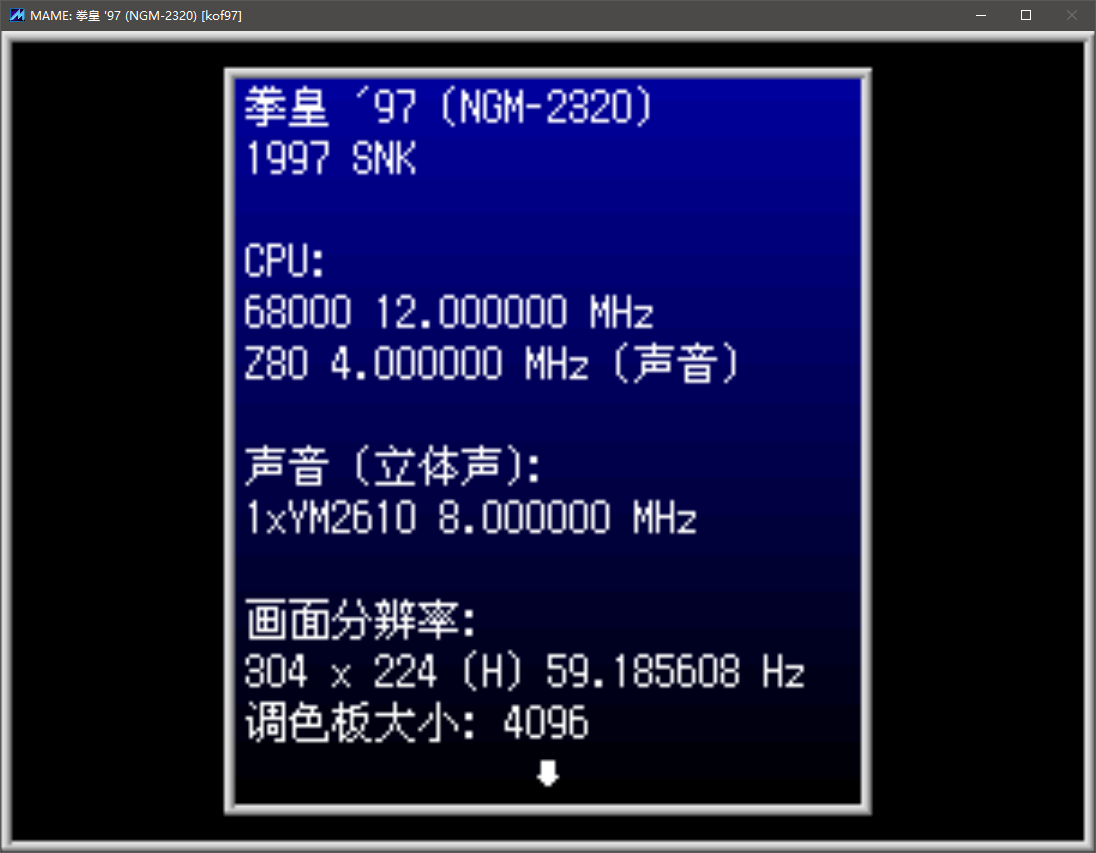 MAME: 拳皇 '97 (NGM-2320) [kof97]
拳皇 ′97 (NGM-2320)
1997 SNK
CPU:
68000 12.000000 MHz
Z80 4.000000 MHz (声音)
声音 (立体声):
1xYM2610 8.000000 MHz
画面分辨率:
304 x 224 (H) 59.185608 Hz
调色板大小: 4096